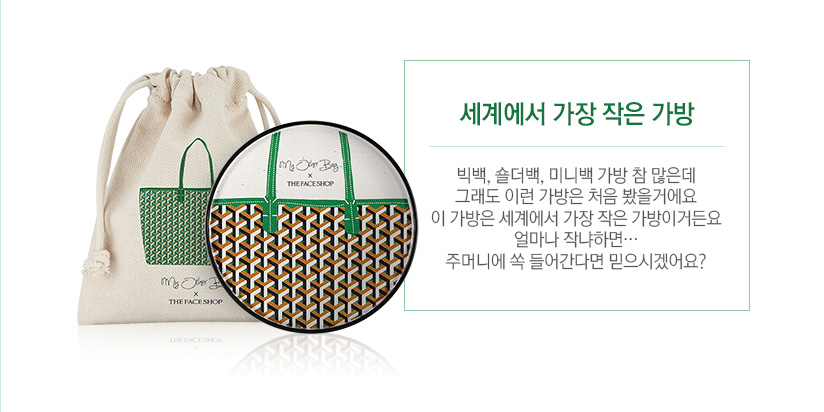 My Other Bag
×
THE FACE SHOP
My Other Bag
×
THE FACE SHOP
세계에서 가장 작은 가방
빅백, 숄더백, 미니백 가방 참 많은데
그래도 이런 가방은 처음 봤을거에요
이 가방은 세계에서 가장 작은 가방이거든요
얼마나 작냐하면…
주머니에 쏙 들어간다면 믿으시겠어요?